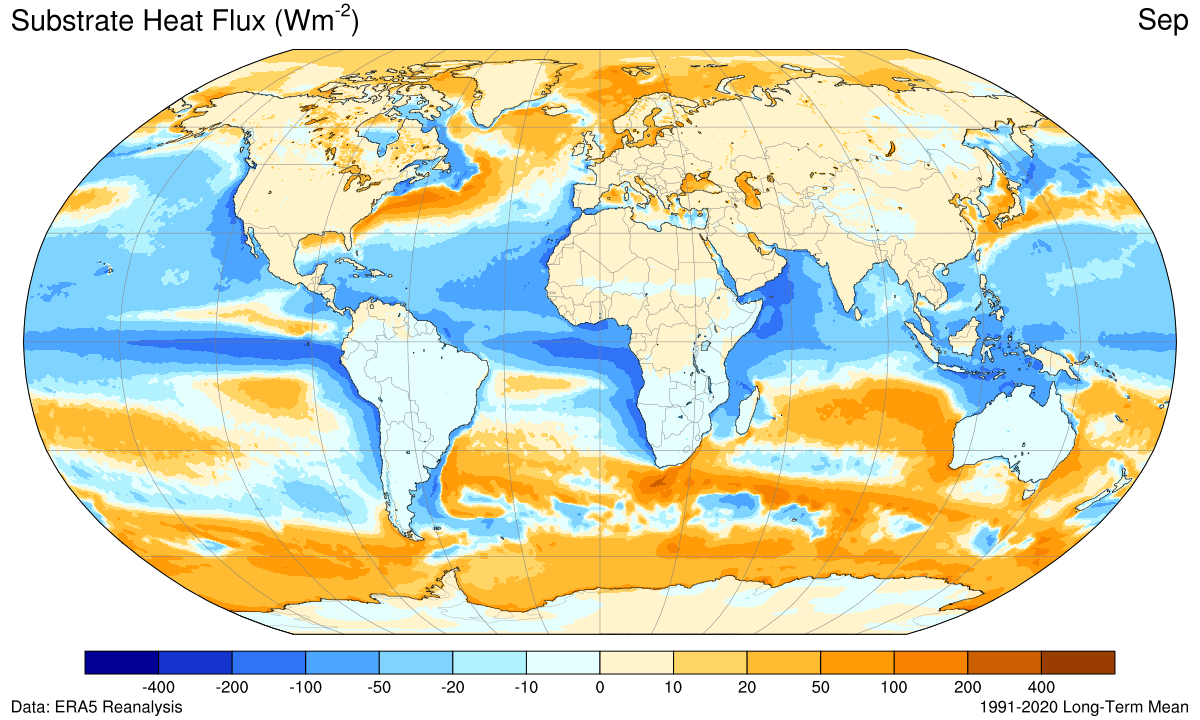 Substrate Heat Flux (Wm-2)
Sep
-400 -200 -100 -50 -20 -10 0 10 20 50 100 200 400
Data: ERA5 Reanalysis
1991-2020 Long-Term Mean